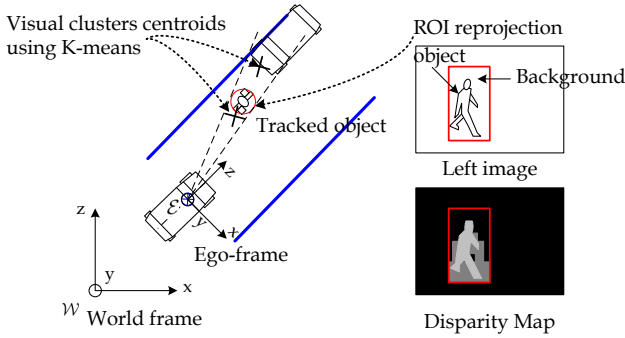 Visual clusters centroids
using K-means
ROI reprojection
object
Background
Tracked object
Left image
z
ℰ
y
x
Ego-frame
z
y
x
𝒲
World frame
Disparity Map